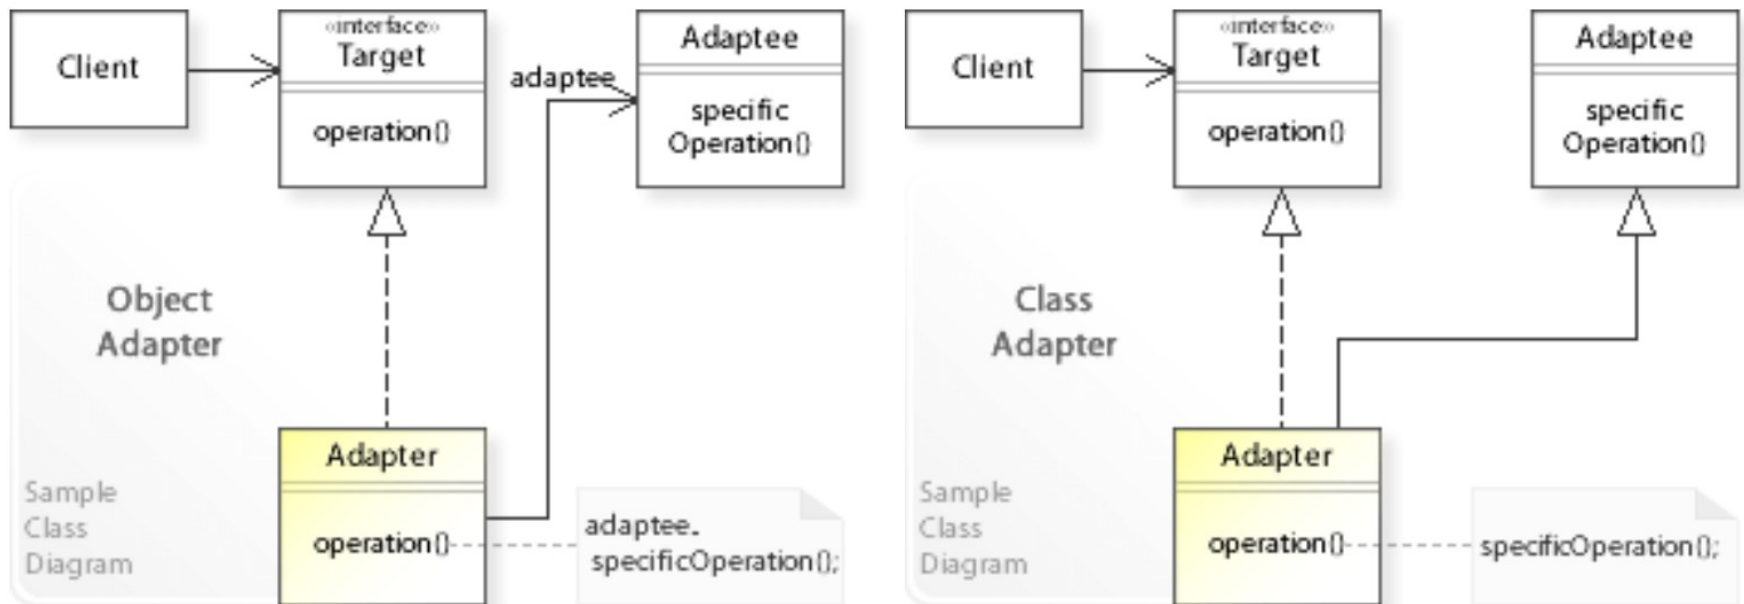 Client
«interface»
Target
operation()
adaptee
Adaptee
specific
Operation()
Object
Adapter
Adapter
operation()
adaptee.
specificOperation();
Sample
Class
Diagram
Client
«interface»
Target
operation()
Adaptee
specific
Operation()
Class
Adapter
Adapter
operation()
specificOperation();
Sample
Class
Diagram